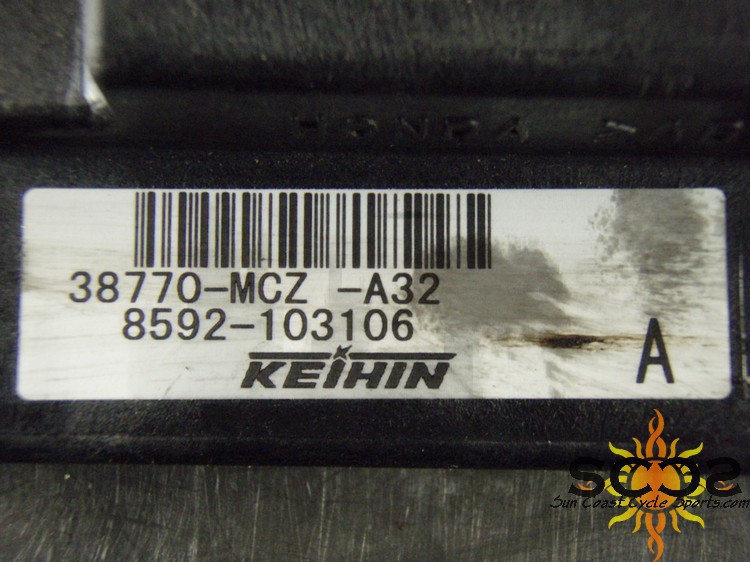 HONDA
38770-MCZ -A32
8592-103106
KEIHIN
A
SCCS
Sun Coast Cycle Sports.com